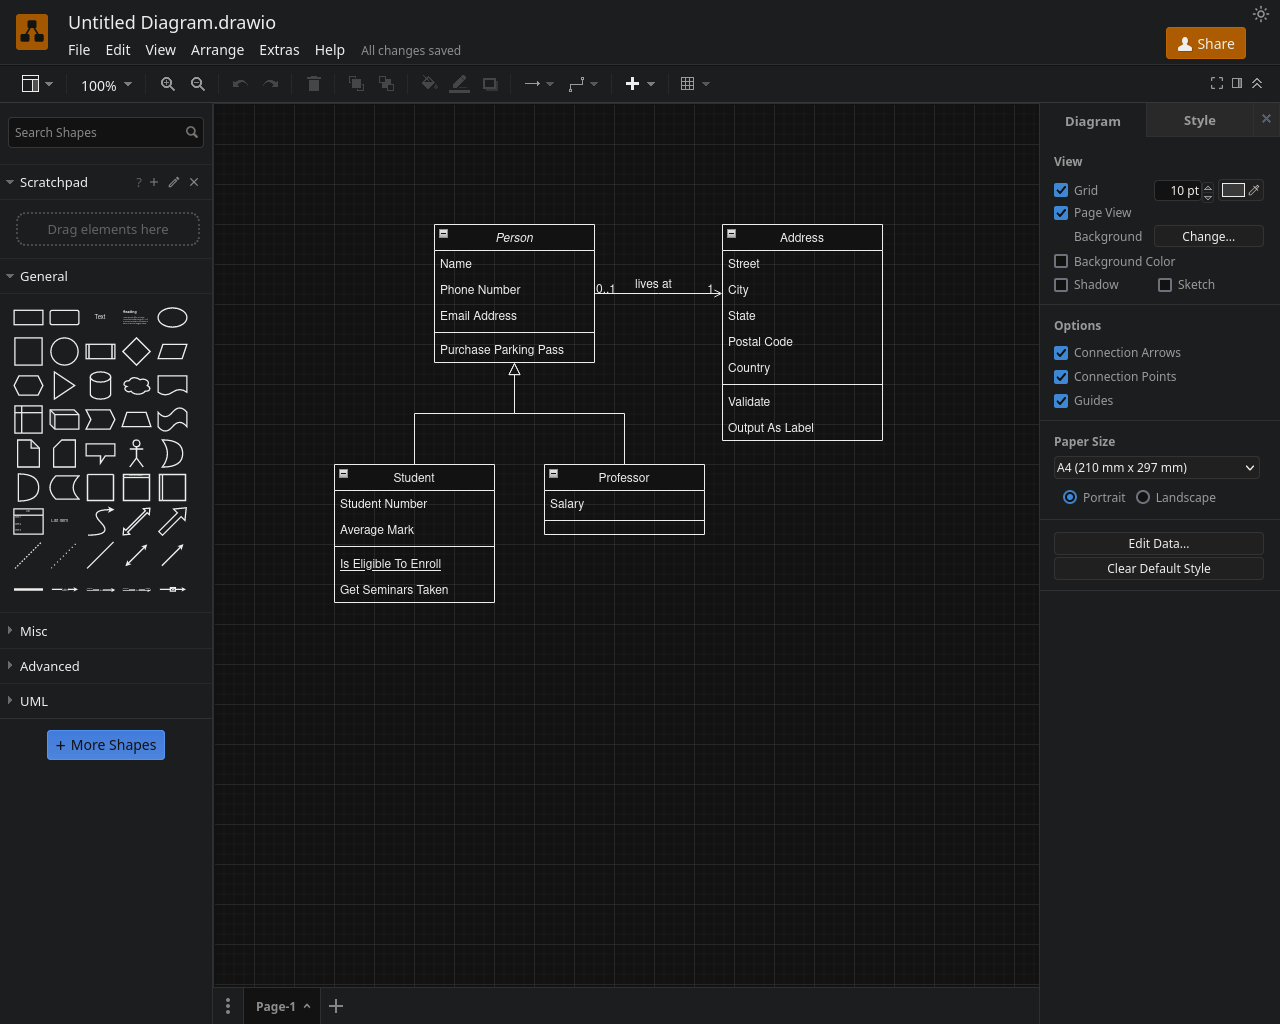 Untitled Diagram.drawio
File Edit View Arrange Extras Help All changes saved
Share
100%
Search Shapes
Scratchpad
?
Drag elements here
General
Text
Heading
List Item
Misc
Advanced
UML
+ More Shapes
Person
Name
Phone Number
Email Address
Purchase Parking Pass
0..1 lives at 1
Address
Street
City
State
Postal Code
Country
Validate
Output As Label
Student
Student Number
Average Mark
Is Eligible To Enroll
Get Seminars Taken
Professor
Salary
Page-1
Diagram Style
View
Grid 10 pt
Page View
Background Change...
Background Color
Shadow Sketch
Options
Connection Arrows
Connection Points
Guides
Paper Size
A4 (210 mm x 297 mm)
Portrait Landscape
Edit Data...
Clear Default Style